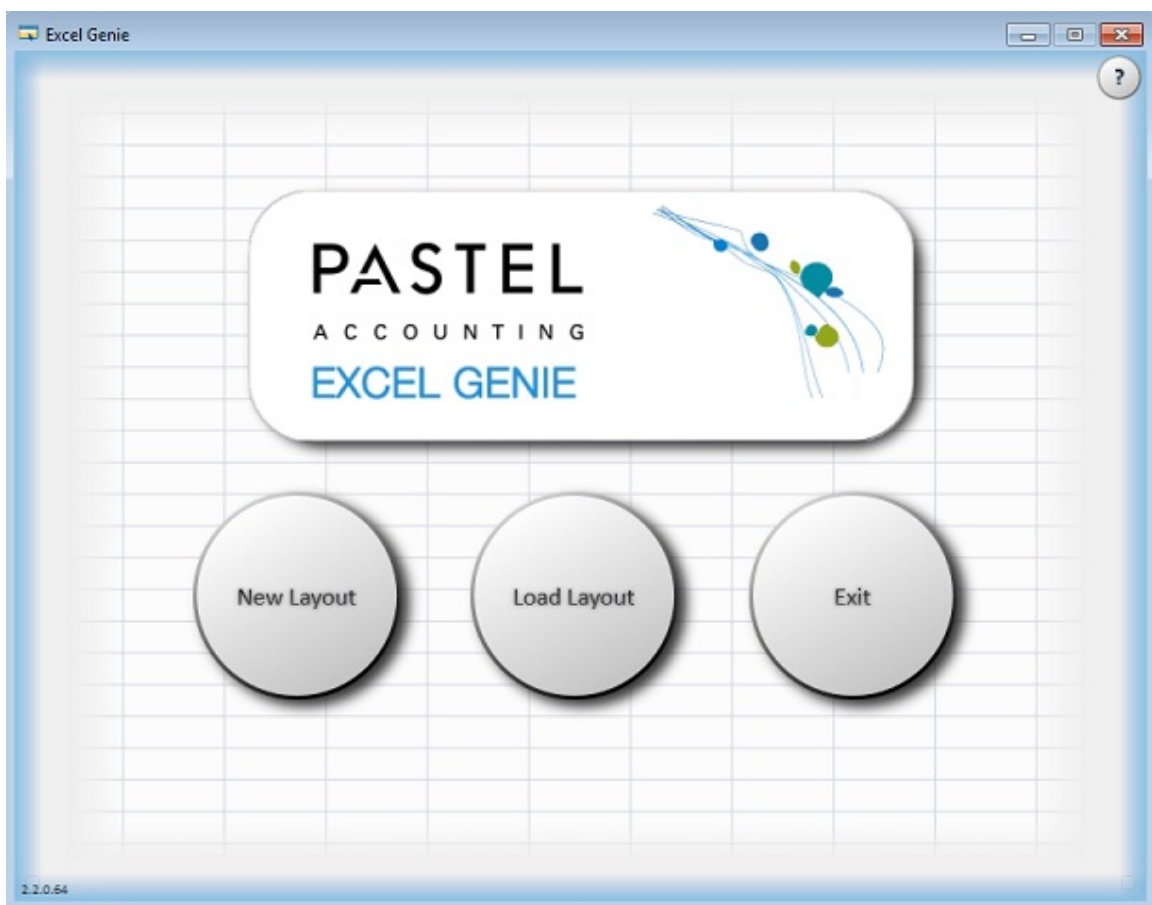 Excel Genie
?
PASTEL
ACCOUNTING
EXCEL GENIE
New Layout
Load Layout
Exit
2.2.0.64